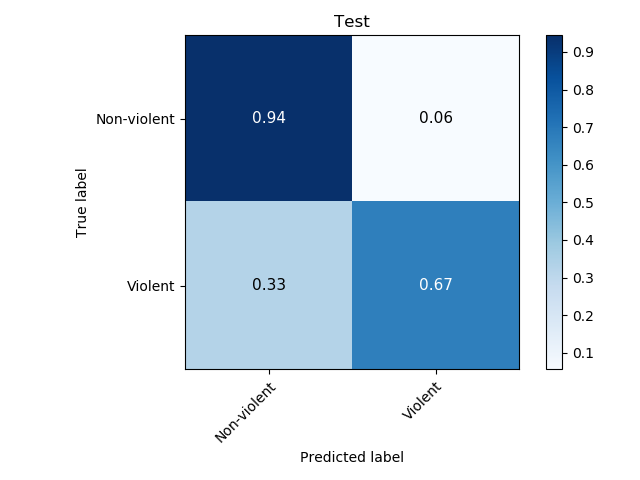 Test
True label
Non-violent
0.94
0.06
Violent
0.33
0.67
Non-violent
Violent
Predicted label
0.9
0.8
0.7
0.6
0.5
0.4
0.3
0.2
0.1